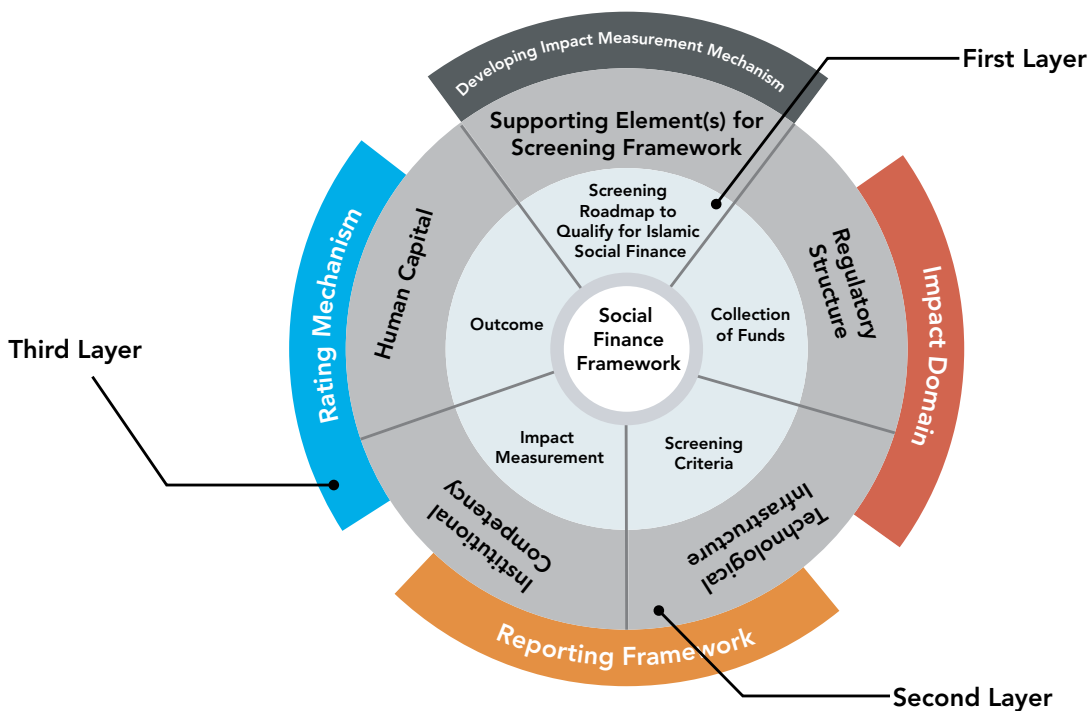 Developing Impact Measurement Mechanism
First Layer
Supporting Element(s) for
Screening Framework
Screening
Roadmap to
Qualify for Islamic
Social Finance
Human Capital
Regulatory
Structure
Rating Mechanism
Impact Domain
Outcome
Social
Finance
Framework
Collection
of Funds
Third Layer
Impact
Measurement
Screening
Criteria
Institutional
Competency
Technological
Infrastructure
Reporting Framework
Second Layer